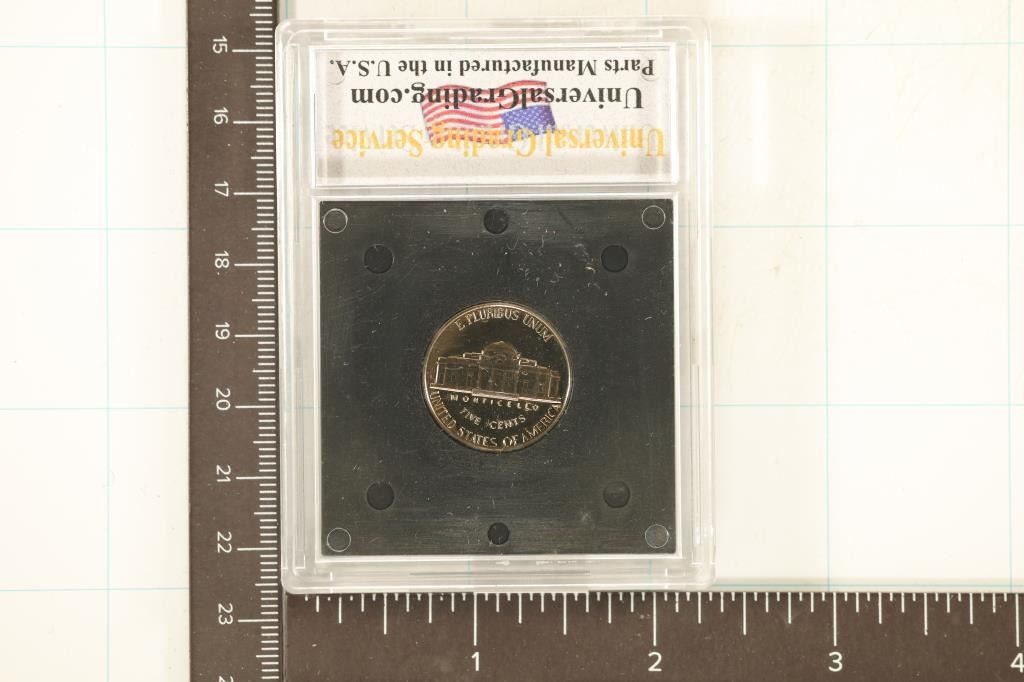 Parts Manufactured in the U.S.A.
UniversalGrading.com
Universal Grading Service
E PLURIBUS UNUM
MONTICELLO
FIVE CENTS
UNITED STATES OF AMERICA
15
16
17
18
19
20
21
22
23
1 2 3 4